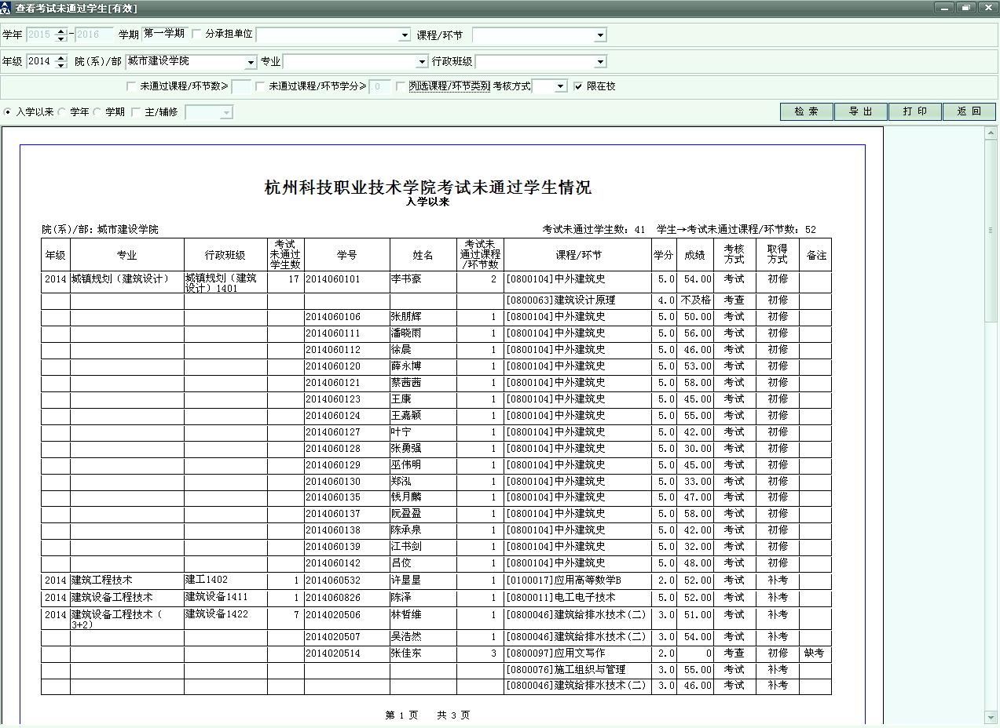 查看考试未通过学生[有效]
学年 2015 - 2016 学期 第一学期 分承担单位 课程/环节
年级 2014 院(系)/部 城市建设学院 专业 行政班级
未通过课程/环节数≥ 未通过课程/环节学分≥ 0 列选课程/环节类别 考核方式 限在校
入学以来 学年 学期 主/辅修 检 索 导 出 打 印 返 回
杭州科技职业技术学院考试未通过学生情况
入学以来
院(系)/部: 城市建设学院 考试未通过学生数: 41 学生→考试未通过课程/环节数: 52
年级 专业 行政班级 考试未通过学生数 学号 姓名 考试未通过课程/环节数 课程/环节 学分 成绩 考核方式 取得方式 备注
2014 城镇规划（建筑设计） 城镇规划（建筑设计）1401 17 2014060101 李书豪 2 [0800104]中外建筑史 5.0 54.00 考试 初修
[0800063]建筑设计原理 4.0 不及格 考查 初修
2014060106 张朋辉 1 [0800104]中外建筑史 5.0 50.00 考试 初修
2014060111 潘晓雨 1 [0800104]中外建筑史 5.0 56.00 考试 初修
2014060112 徐晨 1 [0800104]中外建筑史 5.0 46.00 考试 初修
2014060120 薛永博 1 [0800104]中外建筑史 5.0 53.00 考试 初修
2014060121 蔡茜茜 1 [0800104]中外建筑史 5.0 58.00 考试 初修
2014060123 王康 1 [0800104]中外建筑史 5.0 45.00 考试 初修
2014060124 王嘉颖 1 [0800104]中外建筑史 5.0 55.00 考试 初修
2014060127 叶宁 1 [0800104]中外建筑史 5.0 42.00 考试 初修
2014060128 张勇强 1 [0800104]中外建筑史 5.0 30.00 考试 初修
2014060129 巫伟明 1 [0800104]中外建筑史 5.0 45.00 考试 初修
2014060130 郑泓 1 [0800104]中外建筑史 5.0 33.00 考试 初修
2014060135 钱月麟 1 [0800104]中外建筑史 5.0 47.00 考试 初修
2014060137 阮盈盈 1 [0800104]中外建筑史 5.0 58.00 考试 初修
2014060138 陈承泉 1 [0800104]中外建筑史 5.0 42.00 考试 初修
2014060139 江书剑 1 [0800104]中外建筑史 5.0 32.00 考试 初修
2014060142 吕俊 1 [0800104]中外建筑史 5.0 48.00 考试 初修
2014 建筑工程技术 建工1402 1 2014060532 许昱昱 1 [0100017]应用高等数学B 2.0 52.00 考试 补考
2014 建筑设备工程技术 建筑设备1411 1 2014060826 陈泽 1 [0800011]电工电子技术 5.0 52.00 考试 补考
2014 建筑设备工程技术（3+2） 建筑设备1422 7 2014020506 林哲维 1 [0800046]建筑给排水技术(二) 3.0 51.00 考试 补考
2014020507 吴浩然 1 [0800046]建筑给排水技术(二) 3.0 54.00 考试 补考
2014020514 张佳东 3 [0800097]应用文写作 2.0 0 考查 初修 缺考
[0800076]施工组织与管理 3.0 55.00 考试 补考
[0800046]建筑给排水技术(二) 3.0 46.00 考试 补考
第 1 页 共 3 页